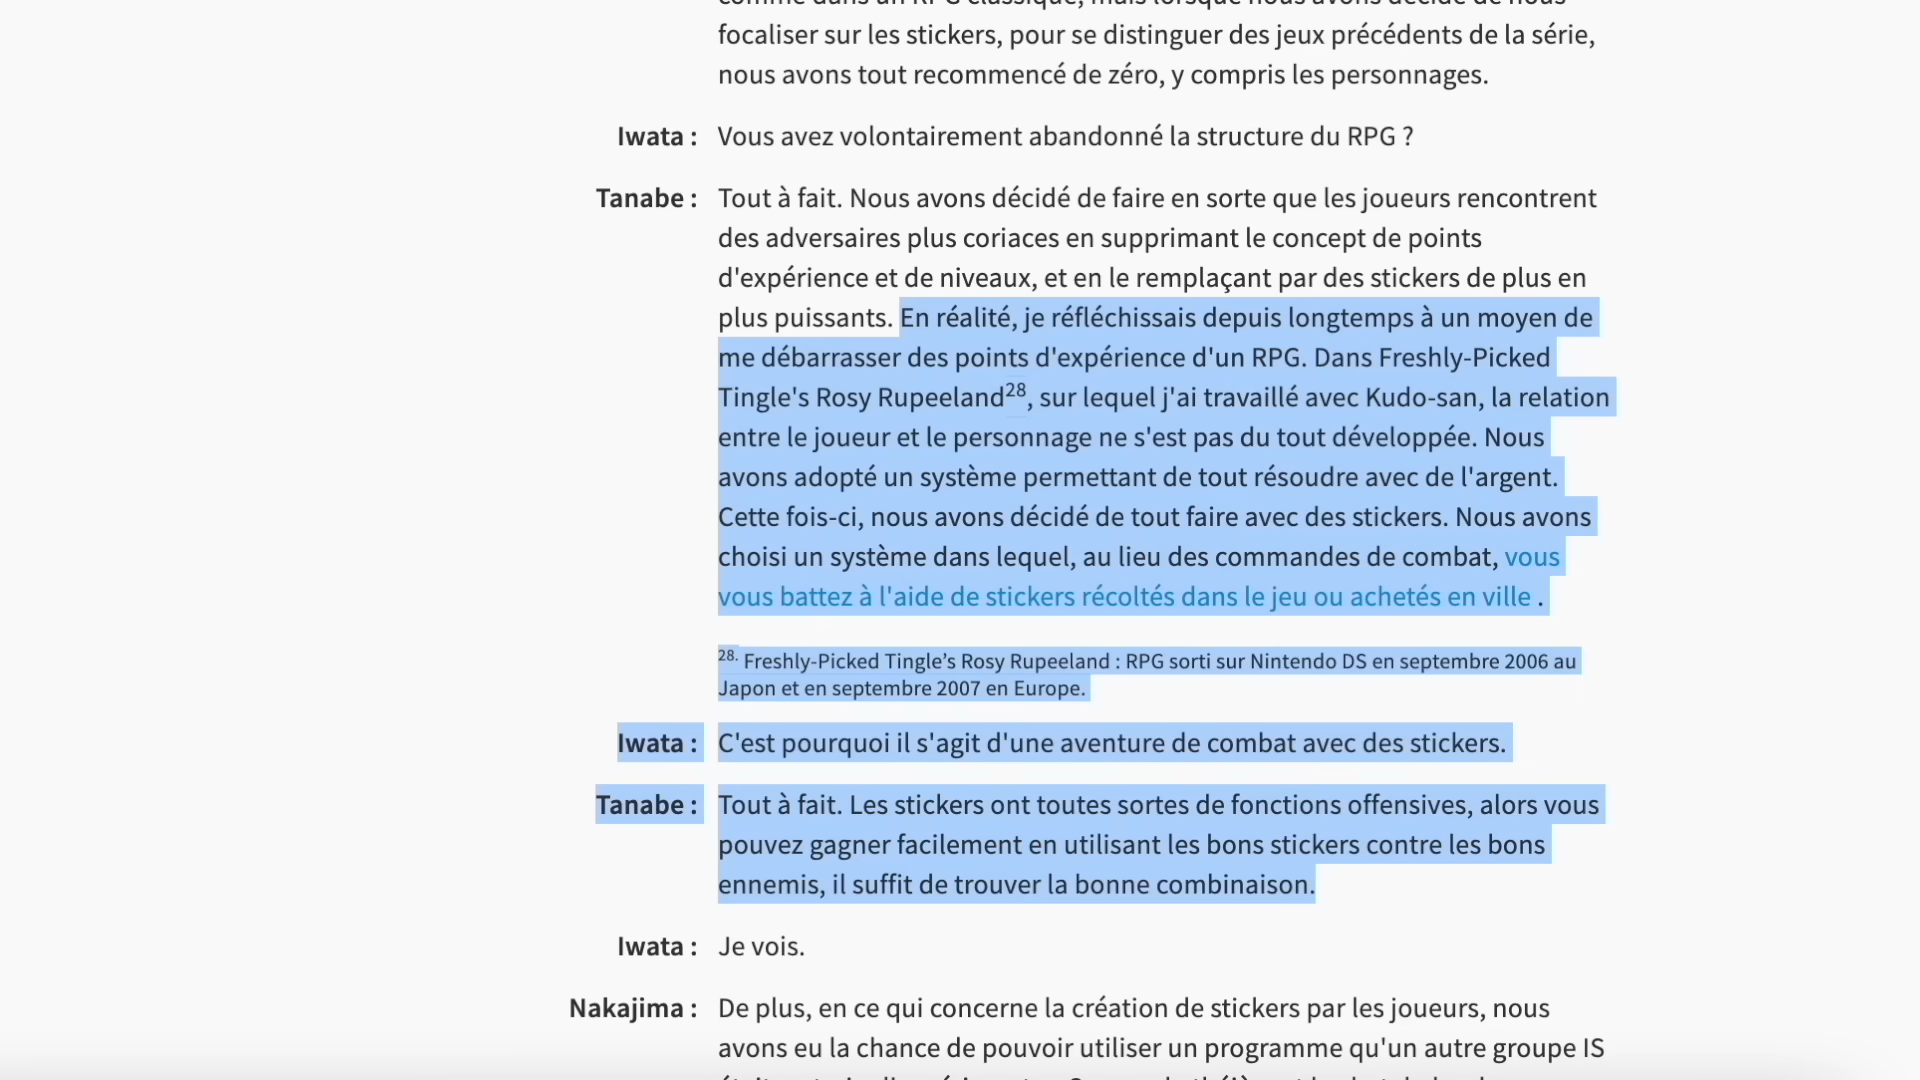 comme dans un RPG classique, mais lorsque nous avons décidé de nous
focaliser sur les stickers, pour se distinguer des jeux précédents de la série,
nous avons tout recommencé de zéro, y compris les personnages.
Iwata : Vous avez volontairement abandonné la structure du RPG ?
Tanabe : Tout à fait. Nous avons décidé de faire en sorte que les joueurs rencontrent
des adversaires plus coriaces en supprimant le concept de points
d'expérience et de niveaux, et en le remplaçant par des stickers de plus en
plus puissants. En réalité, je réfléchissais depuis longtemps à un moyen de
me débarrasser des points d'expérience d'un RPG. Dans Freshly-Picked
Tingle's Rosy Rupeeland28, sur lequel j'ai travaillé avec Kudo-san, la relation
entre le joueur et le personnage ne s'est pas du tout développée. Nous
avons adopté un système permettant de tout résoudre avec de l'argent.
Cette fois-ci, nous avons décidé de tout faire avec des stickers. Nous avons
choisi un système dans lequel, au lieu des commandes de combat, vous
vous battez à l'aide de stickers récoltés dans le jeu ou achetés en ville .
28. Freshly-Picked Tingle’s Rosy Rupeeland : RPG sorti sur Nintendo DS en septembre 2006 au
Japon et en septembre 2007 en Europe.
Iwata : C'est pourquoi il s'agit d'une aventure de combat avec des stickers.
Tanabe : Tout à fait. Les stickers ont toutes sortes de fonctions offensives, alors vous
pouvez gagner facilement en utilisant les bons stickers contre les bons
ennemis, il suffit de trouver la bonne combinaison.
Iwata : Je vois.
Nakajima : De plus, en ce qui concerne la création de stickers par les joueurs, nous
avons eu la chance de pouvoir utiliser un programme qu'un autre groupe IS